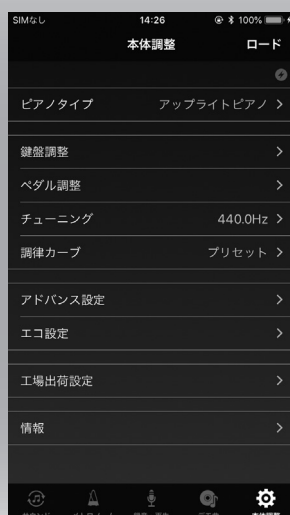 SIMなし 14:26 100%
本体調整 ロード
ピアノタイプ アップライトピアノ
鍵盤調整
ペダル調整
チューニング 440.0Hz
調律カーブ プリセット
アドバンス設定
エコ設定
工場出荷設定
情報
本体調整